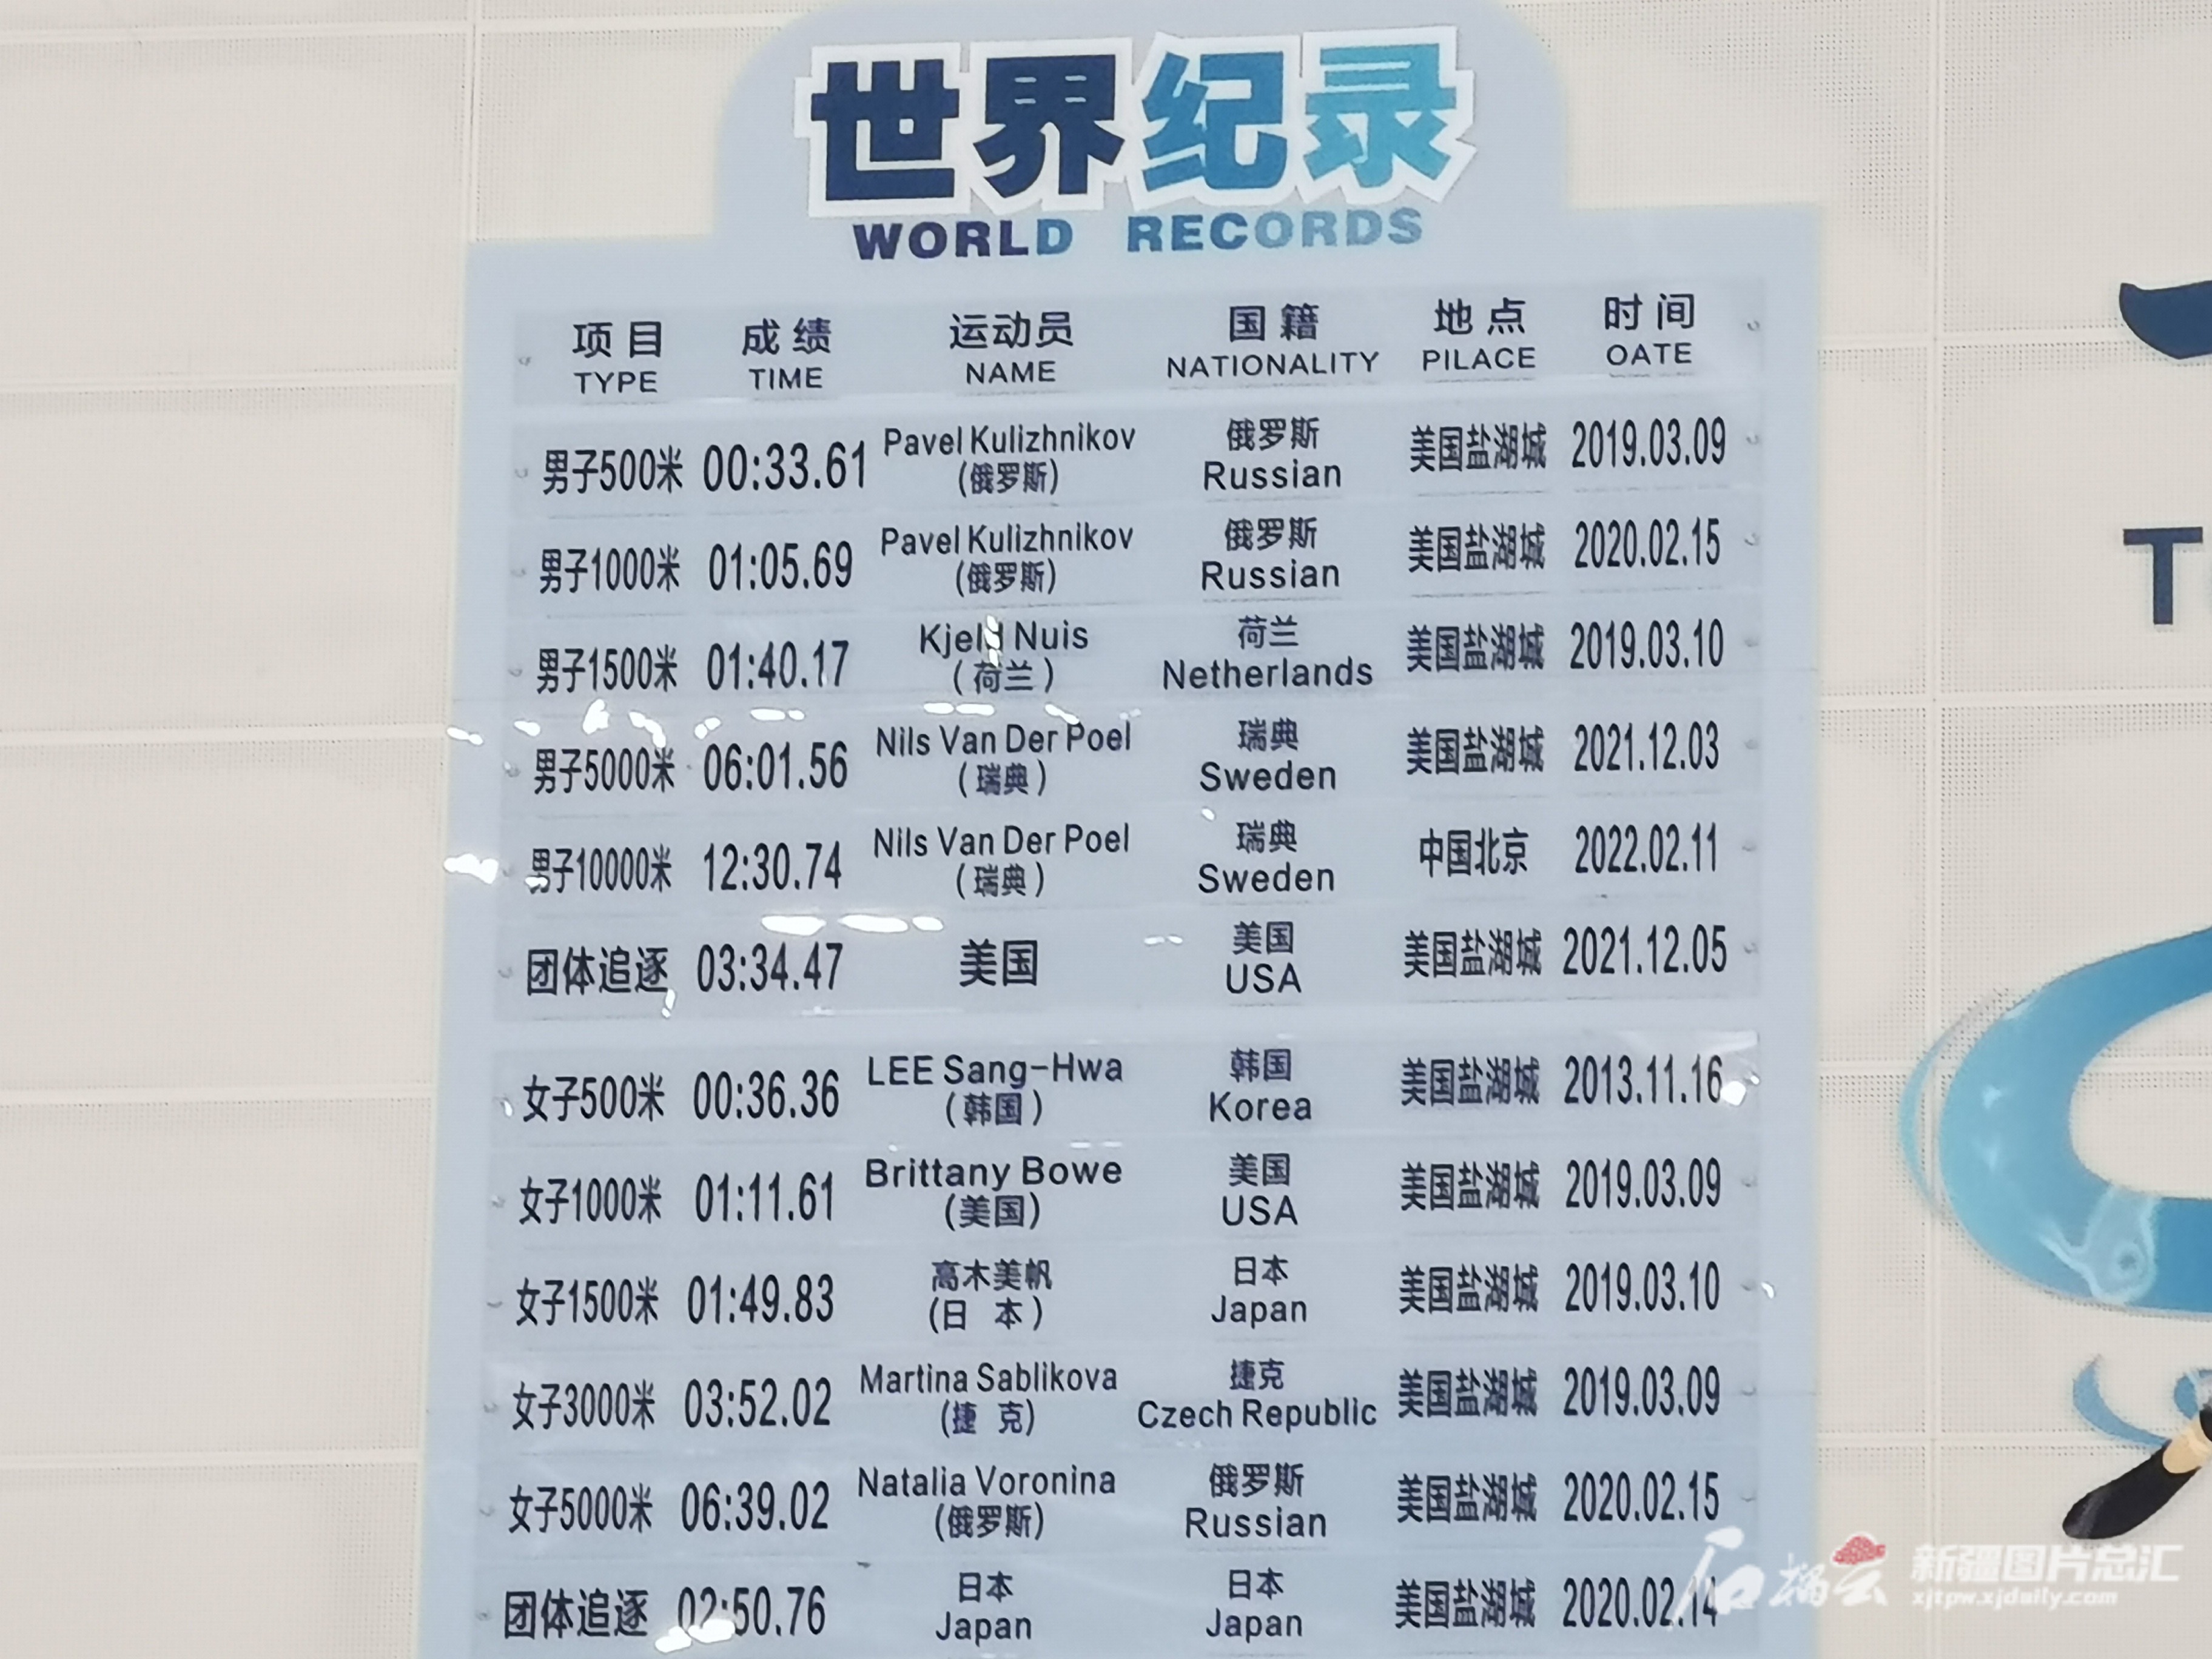 世界纪录
WORLD RECORDS
项目 成绩 运动员 国籍 地点 时间
TYPE TIME NAME NATIONALITY PILACE OATE
男子500米 00:33.61 Pavel Kulizhnikov (俄罗斯) 俄罗斯 Russian 美国盐湖城 2019.03.09
男子1000米 01:05.69 Pavel Kulizhnikov (俄罗斯) 俄罗斯 Russian 美国盐湖城 2020.02.15
男子1500米 01:40.17 Kjeld Nuis (荷兰) 荷兰 Netherlands 美国盐湖城 2019.03.10
男子5000米 06:01.56 Nils Van Der Poel (瑞典) 瑞典 Sweden 美国盐湖城 2021.12.03
男子10000米 12:30.74 Nils Van Der Poel (瑞典) 瑞典 Sweden 中国北京 2022.02.11
团体追逐 03:34.47 美国 美国 USA 美国盐湖城 2021.12.05
女子500米 00:36.36 LEE Sang-Hwa (韩国) 韩国 Korea 美国盐湖城 2013.11.16
女子1000米 01:11.61 Brittany Bowe (美国) 美国 USA 美国盐湖城 2019.03.09
女子1500米 01:49.83 高木美帆 (日 本) 日本 Japan 美国盐湖城 2019.03.10
女子3000米 03:52.02 Martina Sablikova (捷 克) 捷克 Czech Republic 美国盐湖城 2019.03.09
女子5000米 06:39.02 Natalia Voronina (俄罗斯) 俄罗斯 Russian 美国盐湖城 2020.02.15
团体追逐 02:50.76 日本 Japan 日本 Japan 美国盐湖城 2020.02.14
T
石榴云 新疆图片总汇
xjtpw.xjdaily.com